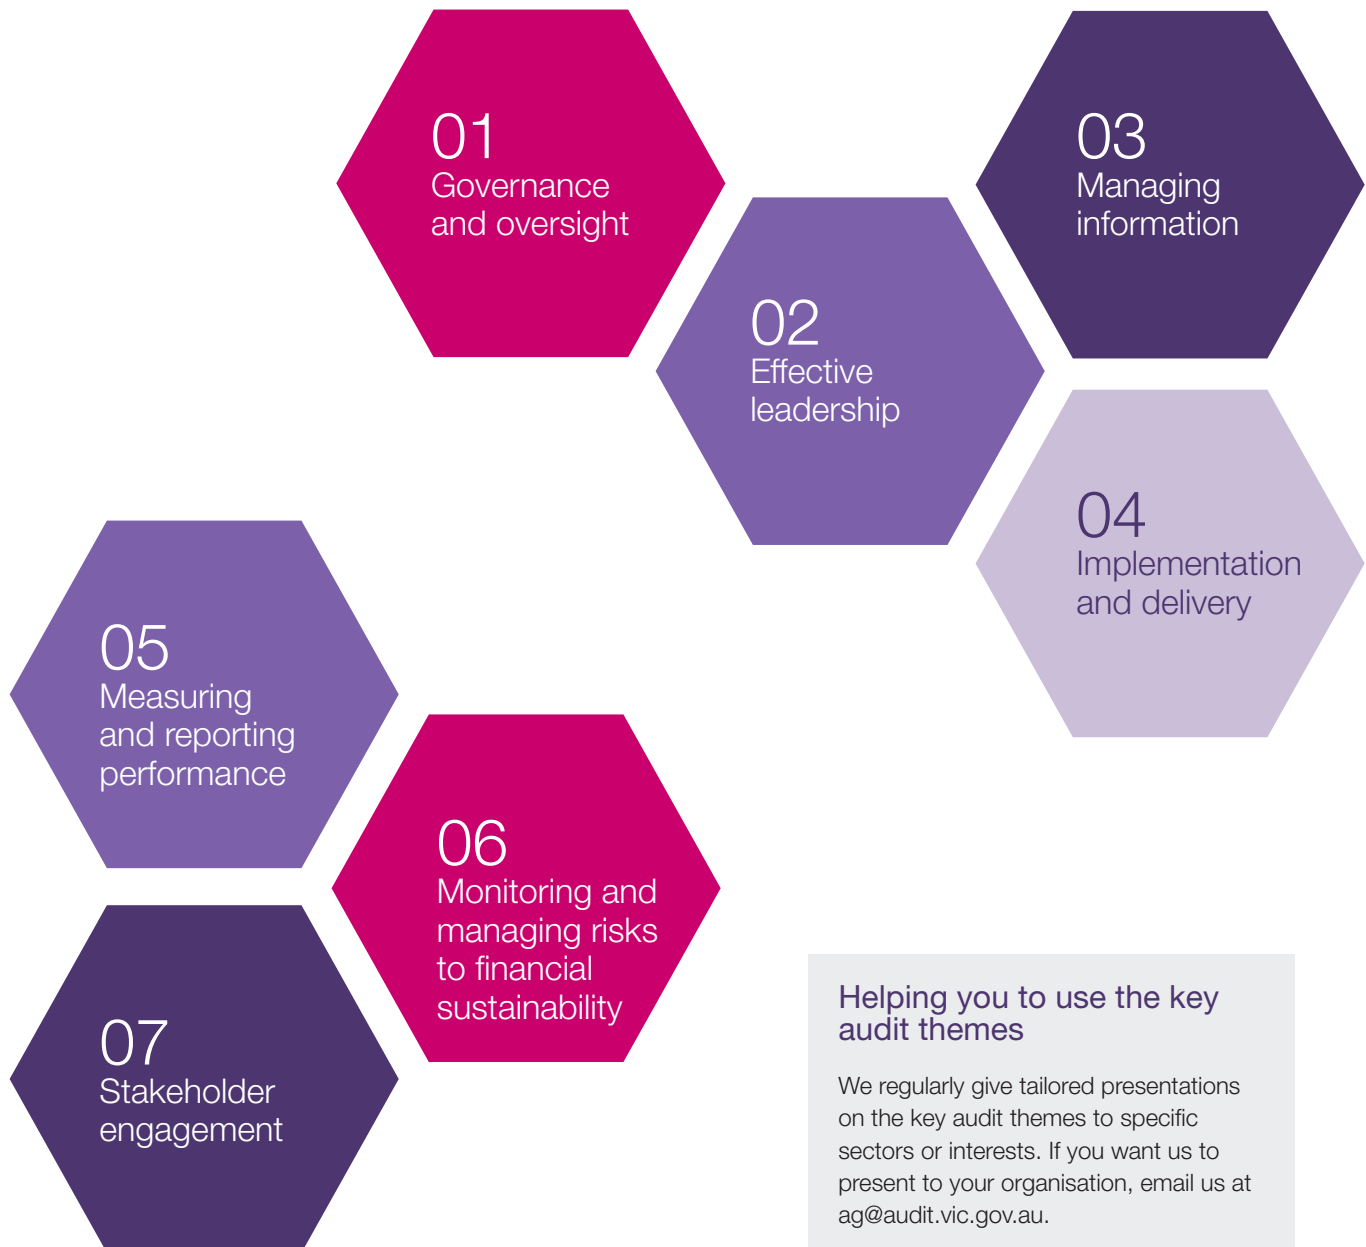 01
Governance
and oversight
02
Effective
leadership
03
Managing
information
04
Implementation
and delivery
05
Measuring
and reporting
performance
06
Monitoring and
managing risks
to financial
sustainability
07
Stakeholder
engagement
Helping you to use the key
audit themes
We regularly give tailored presentations
on the key audit themes to specific
sectors or interests. If you want us to
present to your organisation, email us at
ag@audit.vic.gov.au.